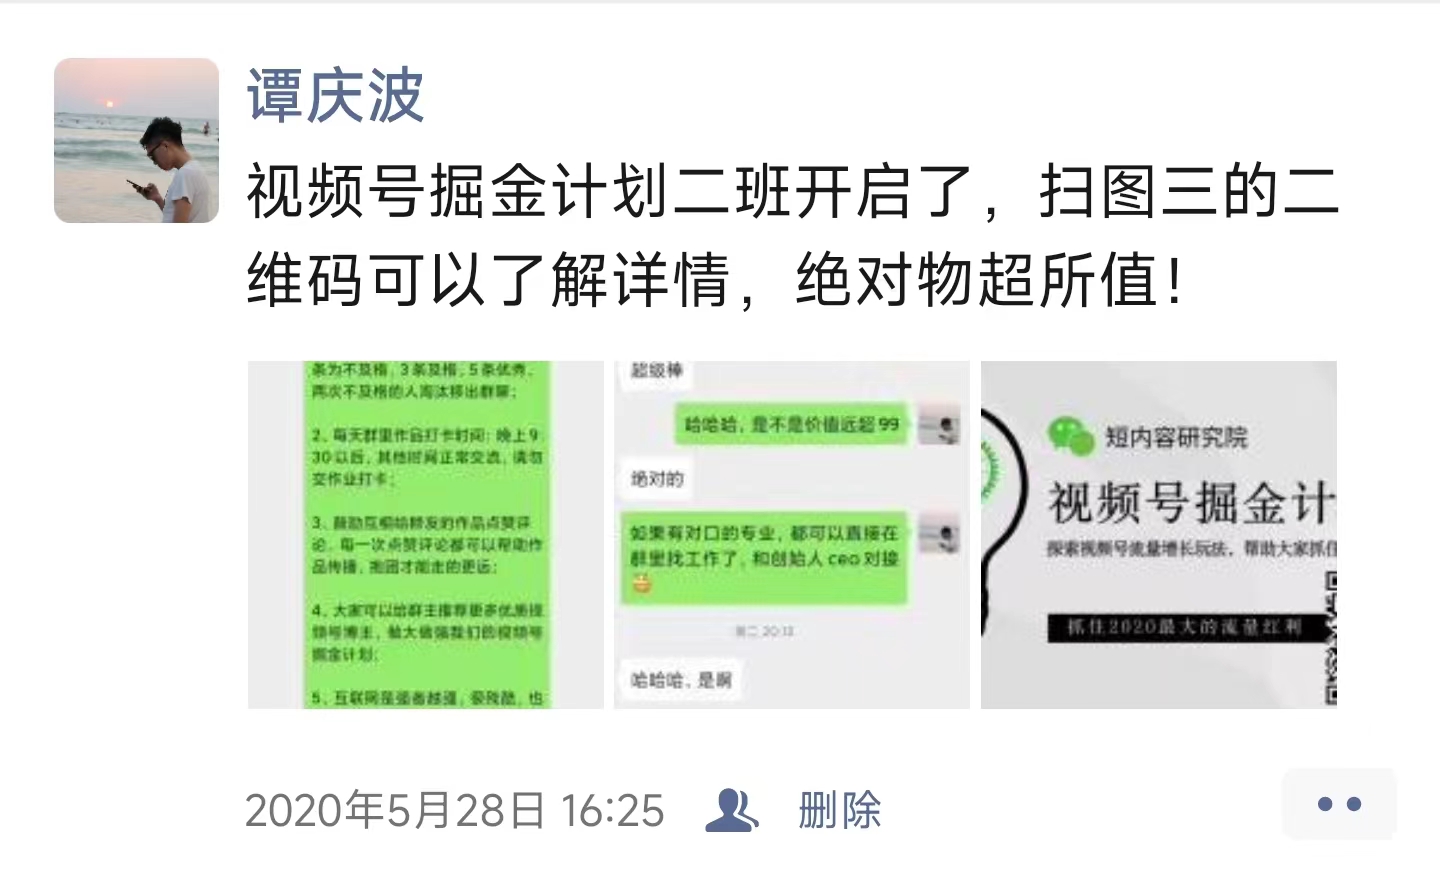 谭庆波
视频号掘金计划二班开启了，扫图三的二
维码可以了解详情，绝对物超所值！
条为不及格，3条及格，5条优秀，
两次不及格的人淘汰移出群聊；
2、每天群里作品打卡时间：晚上9：
30以后，其他时间正常交流，请勿
交作业打卡；
3、鼓励互相给群友的作品点赞评
论，每一次点赞评论都可以帮助作
品传播，抱团才能走的更远；
4、大家可以给群主推荐更多优质视
频号博主，做大做强我们的视频号
掘金计划；
5、互联网是强者越强，很残酷，也
超级棒
哈哈哈，是不是价值远超99
绝对的
如果有对口的专业，都可以直接在
群里找工作了，和创始人ceo对接
周二 20:13
哈哈哈，是啊
短内容研究院
视频号掘金计
探索视频号流量增长玩法，帮助大家抓住
抓住2020最大的流量红利
2020年5月28日 16:25
删除